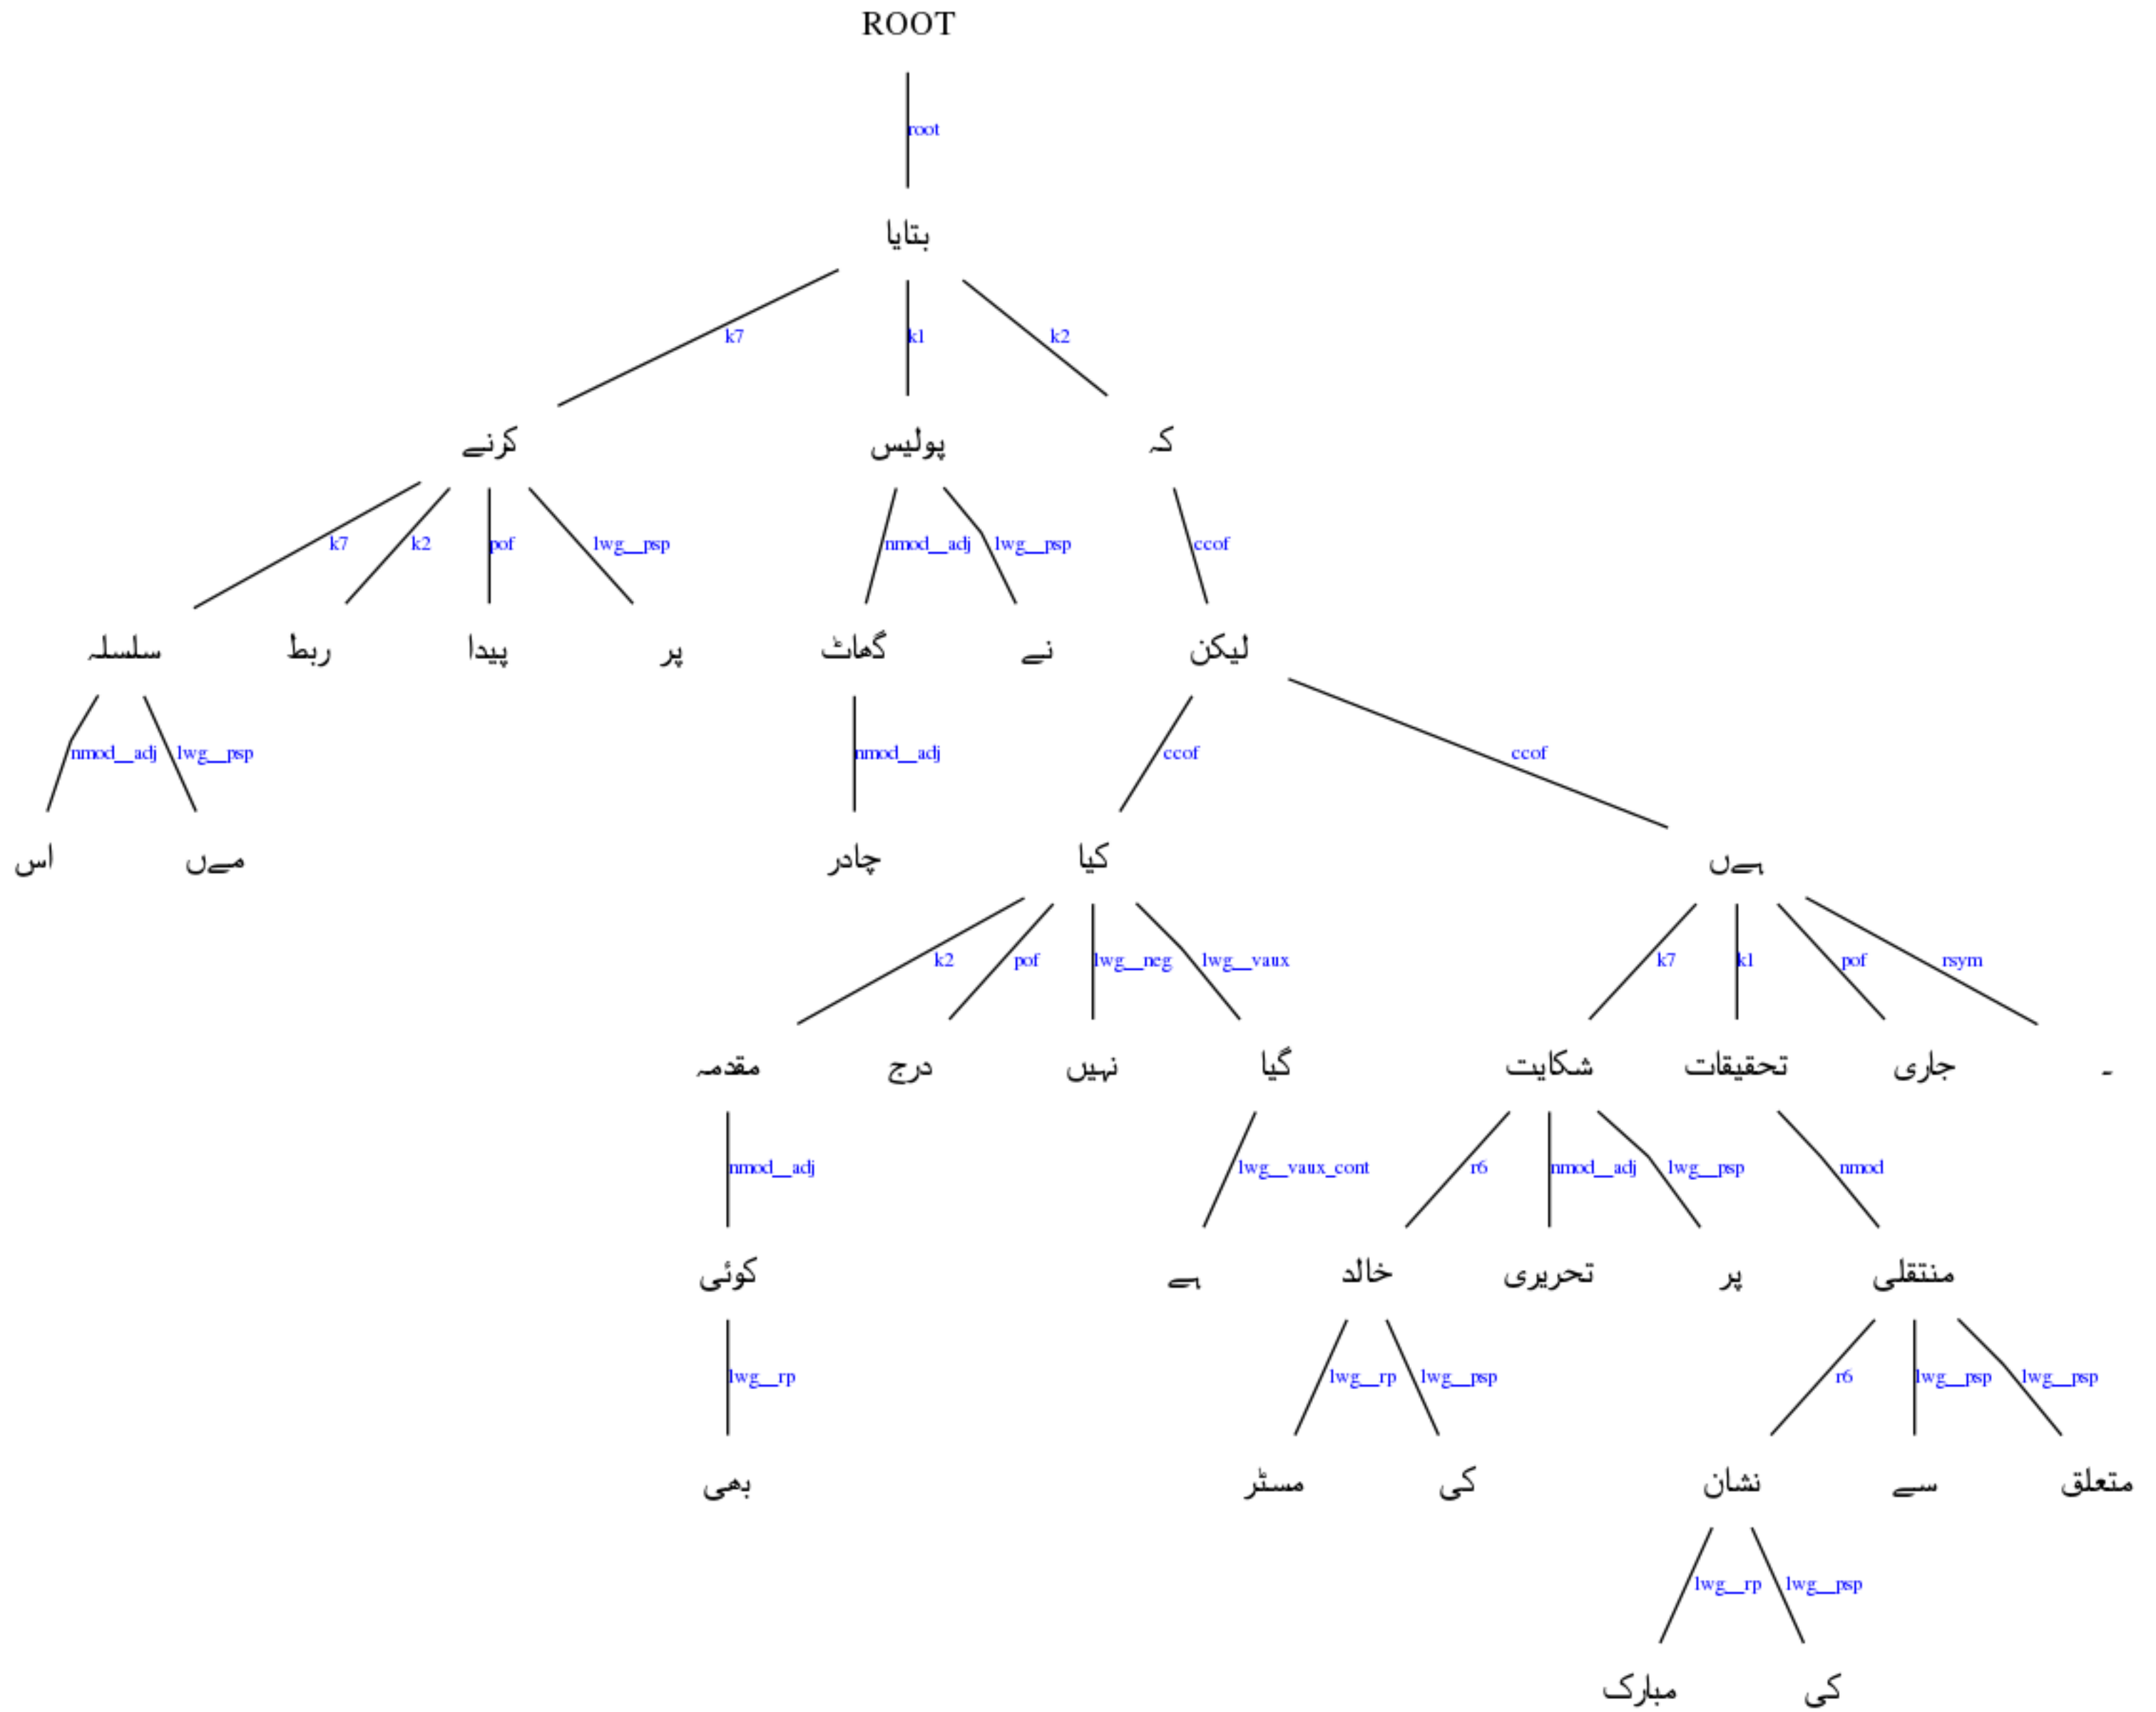 ROOT
root
بتایا
k7 k1 k2
کرنے پولیس کہ
k7 k2 pof lwg__psp nmod__adj lwg__psp ccof
سلسلہ ربط پیدا پر گھاٹ نے لیکن
nmod__adj lwg__psp nmod__adj ccof ccof
اس مےں چادر کیا ہےں
k2 pof lwg__neg lwg__vaux k7 k1 pof rsym
مقدمہ درج نہیں گیا شکایت تحقیقات جاری ۔
nmod__adj lwg__vaux_cont r6 nmod__adj lwg__psp nmod
کوئی ہے خالد تحریری پر منتقلی
lwg__rp lwg__rp lwg__psp r6 lwg__psp lwg__psp
بھی مسٹر کی نشان سے متعلق
lwg__rp lwg__psp
مبارک کی